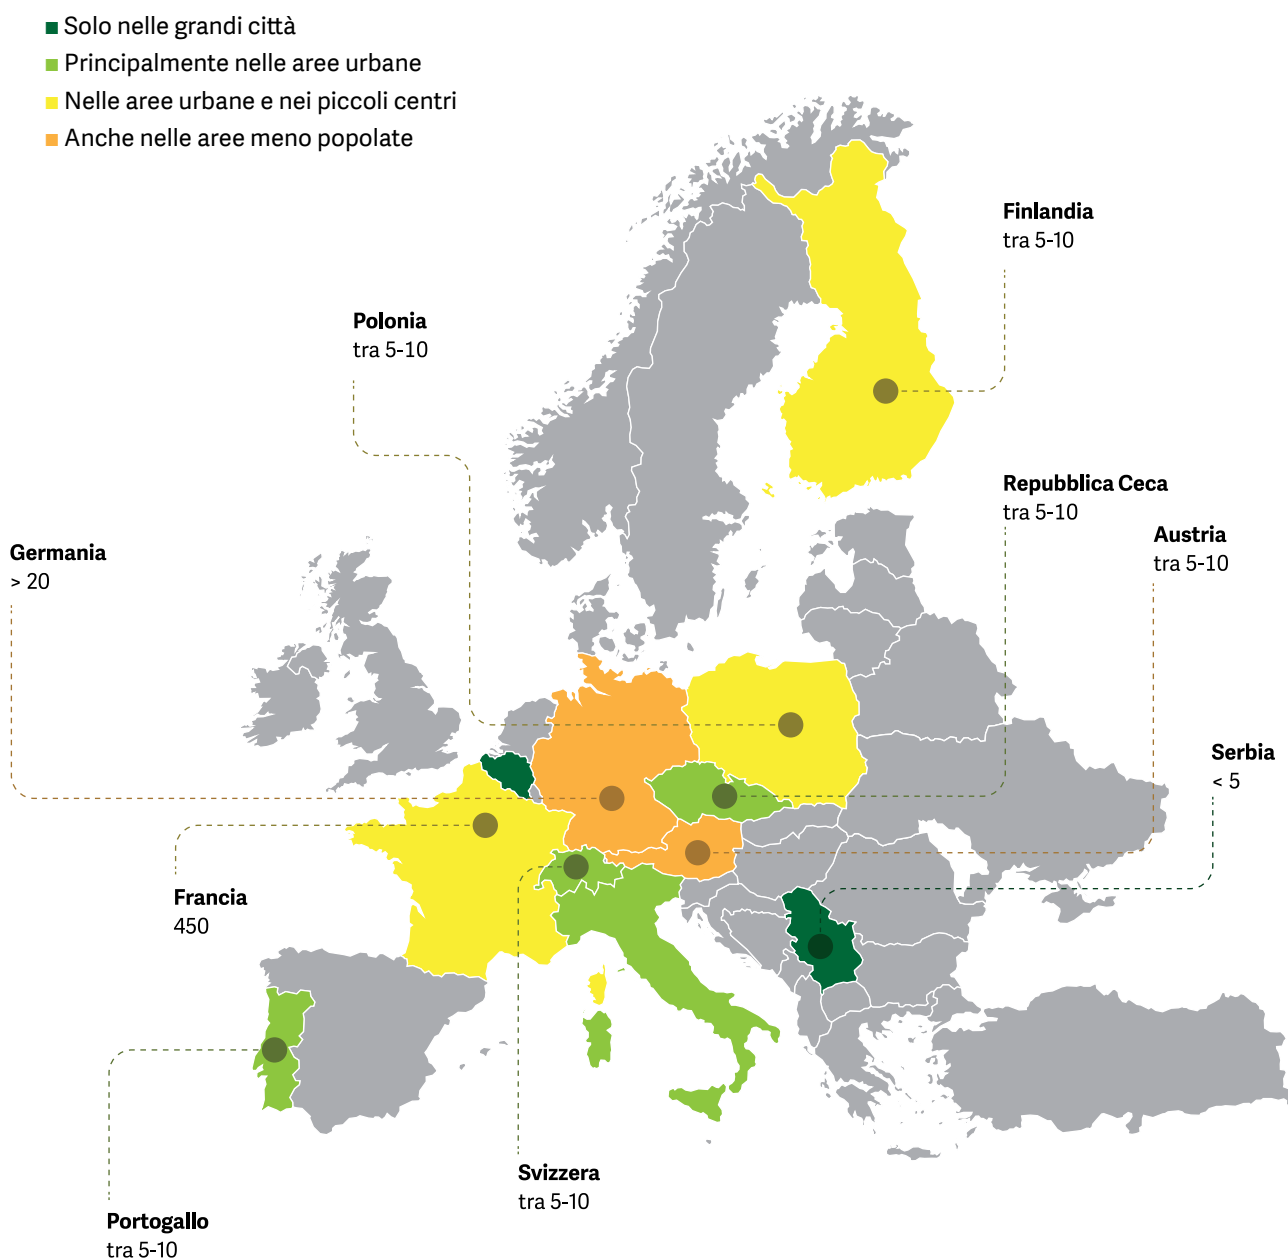 Solo nelle grandi città
Principalmente nelle aree urbane
Nelle aree urbane e nei piccoli centri
Anche nelle aree meno popolate
Finlandia
tra 5-10
Polonia
tra 5-10
Repubblica Ceca
tra 5-10
Austria
tra 5-10
Germania
> 20
Serbia
< 5
Francia
450
Svizzera
tra 5-10
Portogallo
tra 5-10